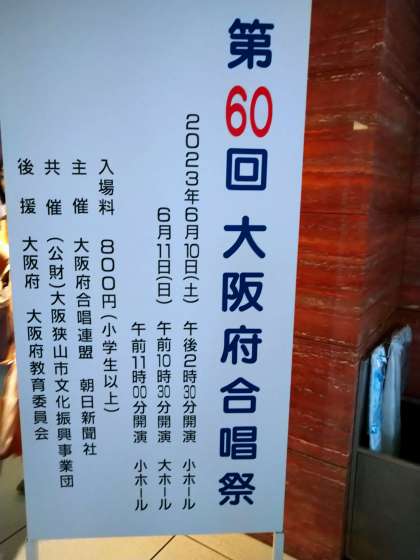 第60回 大阪府合唱祭
2023年6月10日(土) 午後2時30分開演 小ホール
6月11日(日) 午前10時30分開演 大ホール
午前11時00分開演 小ホール
入場料 800円(小学生以上)
主催 大阪府合唱連盟 朝日新聞社
共催 (公財)大阪狭山市文化振興事業団
後援 大阪府 大阪府教育委員会